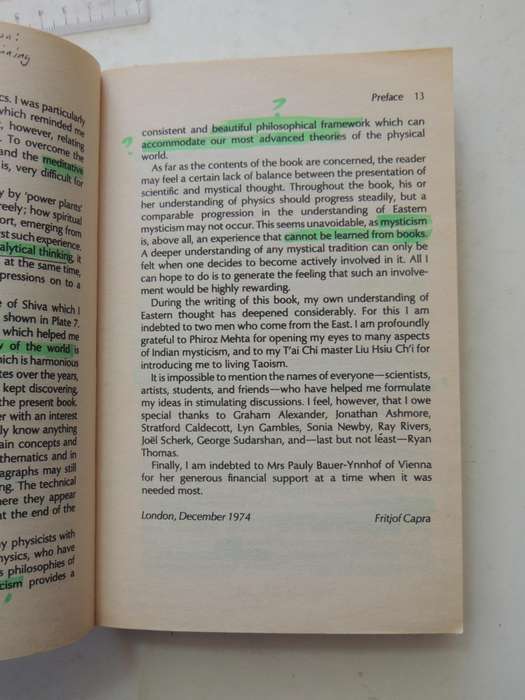 cs. I was particularly
which reminded me
, however, relating
. To overcome the
and the meditative
is, very difficult for
y by 'power plants'
reely; how spiritual
ort, emerging from
st such experience.
alytical thinking, it
at the same time,
pressions on to a
e of Shiva which I
shown in Plate 7.
which helped me
y of the world is
hich is harmonious
tes over the years,
kept discovering,
the present book.
er with an interest
ly know anything
ain concepts and
thematics and in
agraphs may still
ng. The technical
here they appear
at the end of the
y physicists with
hysics, who have
s philosophies of
cism provides a
?
Preface 13
?
consistent and beautiful philosophical framework which can
accommodate our most advanced theories of the physical
world.
As far as the contents of the book are concerned, the reader
may feel a certain lack of balance between the presentation of
scientific and mystical thought. Throughout the book, his or
her understanding of physics should progress steadily, but a
comparable progression in the understanding of Eastern
mysticism may not occur. This seems unavoidable, as mysticism
is, above all, an experience that cannot be learned from books.
A deeper understanding of any mystical tradition can only be
felt when one decides to become actively involved in it. All I
can hope to do is to generate the feeling that such an involve-
ment would be highly rewarding.
During the writing of this book, my own understanding of
Eastern thought has deepened considerably. For this I am
indebted to two men who come from the East. I am profoundly
grateful to Phiroz Mehta for opening my eyes to many aspects
of Indian mysticism, and to my T'ai Chi master Liu Hsiu Ch'i for
introducing me to living Taoism.
It is impossible to mention the names of everyone—scientists,
artists, students, and friends—who have helped me formulate
my ideas in stimulating discussions. I feel, however, that I owe
special thanks to Graham Alexander, Jonathan Ashmore,
Stratford Caldecott, Lyn Gambles, Sonia Newby, Ray Rivers,
Joël Scherk, George Sudarshan, and—last but not least—Ryan
Thomas.
Finally, I am indebted to Mrs Pauly Bauer-Ynnhof of Vienna
for her generous financial support at a time when it was
needed most.
London, December 1974 Fritjof Capra